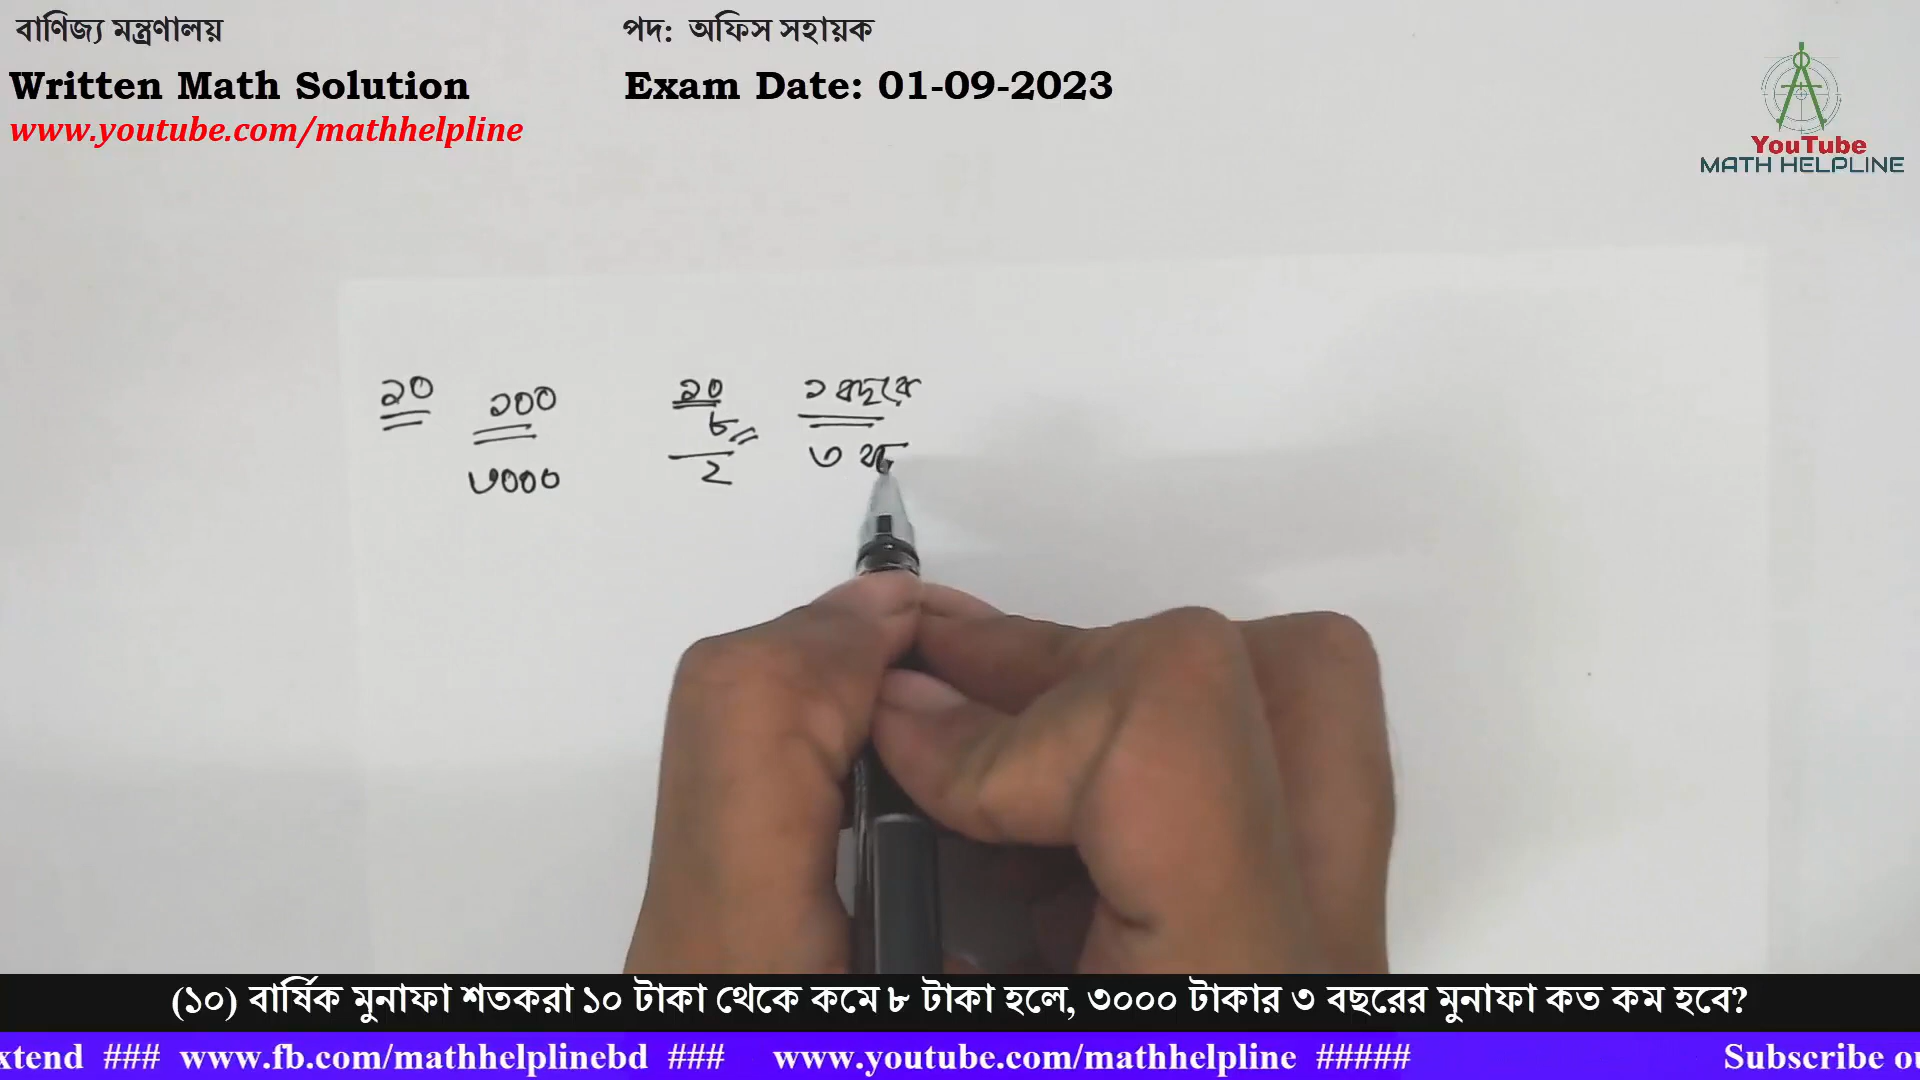 বাণিজ্য মন্ত্রণালয়
পদ: অফিস সহায়ক
Written Math Solution
Exam Date: 01-09-2023
www.youtube.com/mathhelpline
YouTube
MATH HELPLINE
১০ ১০০ ১০ ১ বছরে
৮
৩০০০ ২ ৩
(১০) বার্ষিক মুনাফা শতকরা ১০ টাকা থেকে কমে ৮ টাকা হলে, ৩০০০ টাকার ৩ বছরের মুনাফা কত কম হবে?
xtend ### www.fb.com/mathhelplinebd ### www.youtube.com/mathhelpline ##### Subscribe ou